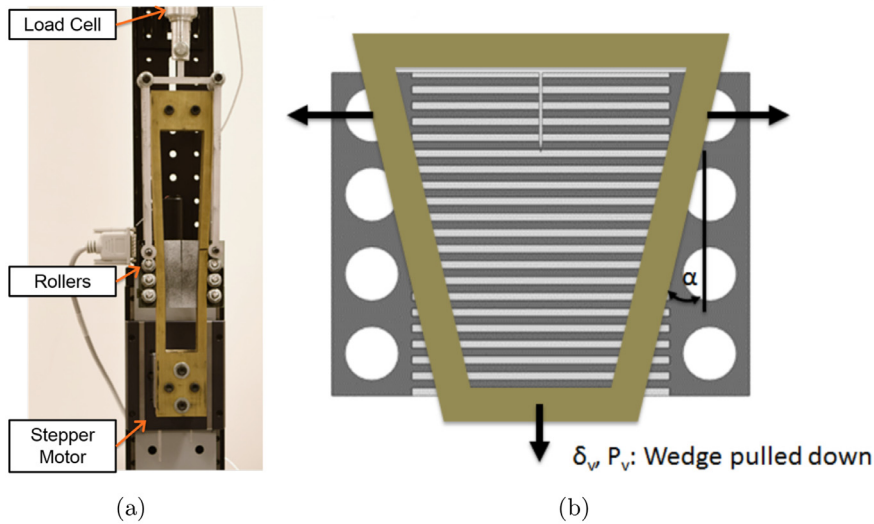 Load Cell
Rollers
Stepper
Motor
α
δᵥ, Pᵥ: Wedge pulled down
(a)
(b)